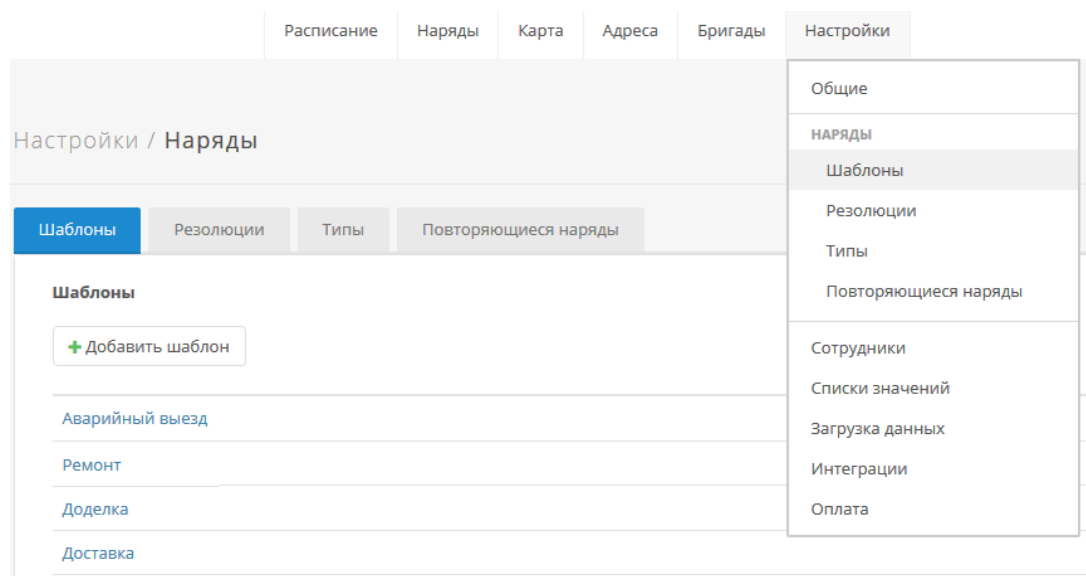 Расписание Наряды Карта Адреса Бригады Настройки
Общие
НАРЯДЫ
Шаблоны
Резолюции
Типы
Повторяющиеся наряды
Сотрудники
Списки значений
Загрузка данных
Интеграции
Оплата
Настройки / Наряды
Шаблоны Резолюции Типы Повторяющиеся наряды
Шаблоны
+ Добавить шаблон
Аварийный выезд
Ремонт
Доделка
Доставка